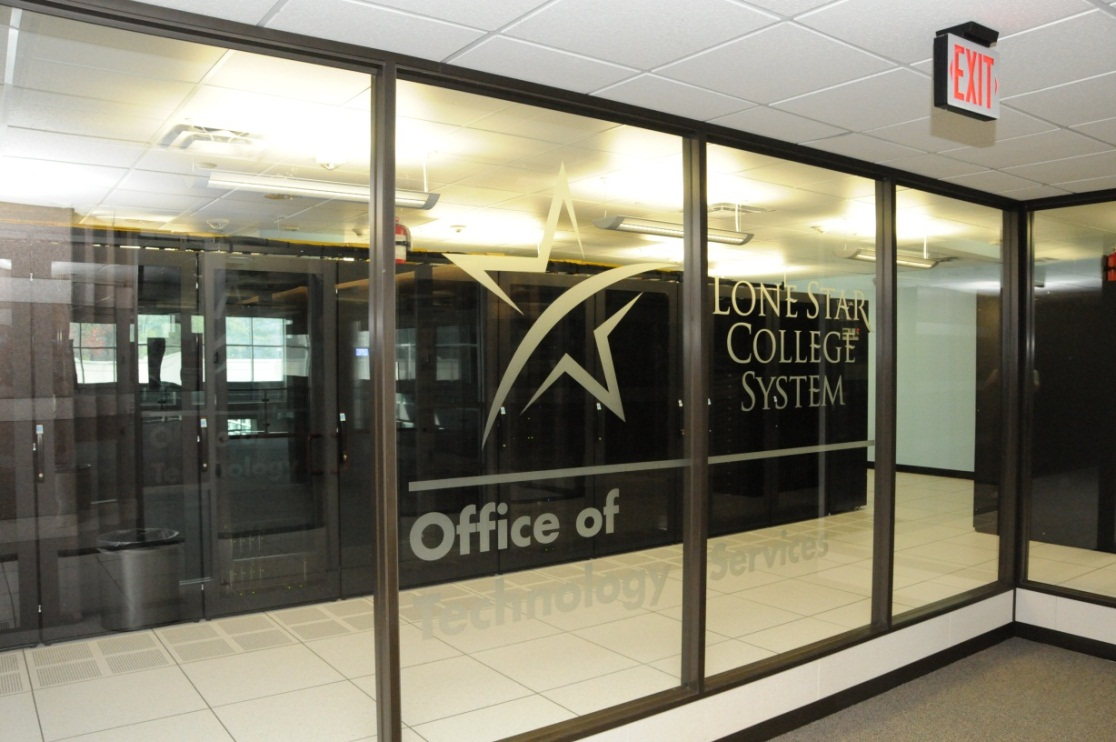 EXIT
LONE STAR
COLLEGE
SYSTEM
Office of
Technology Services